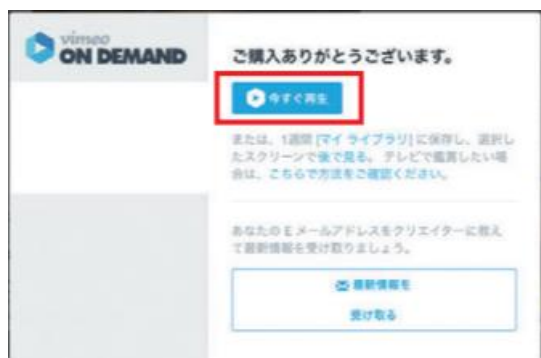 vimeo
ON DEMAND
ご購入ありがとうございます。
今すぐ再生
または、1週間 [マイ ライブラリ] に保存し、選択し
たスクリーンで後で見る。 テレビで鑑賞したい場
合は、こちらで方法をご確認ください。
あなたの E メールアドレスをクリエイターに教え
て最新情報を受け取りましょう。
最新情報を
受け取る